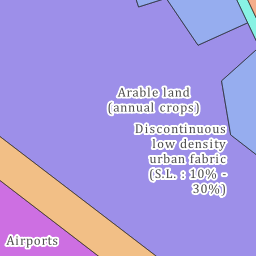 Arable land
(annual crops)
Discontinuous
low density
urban fabric
(S.L. : 10% -
30%)
Airports